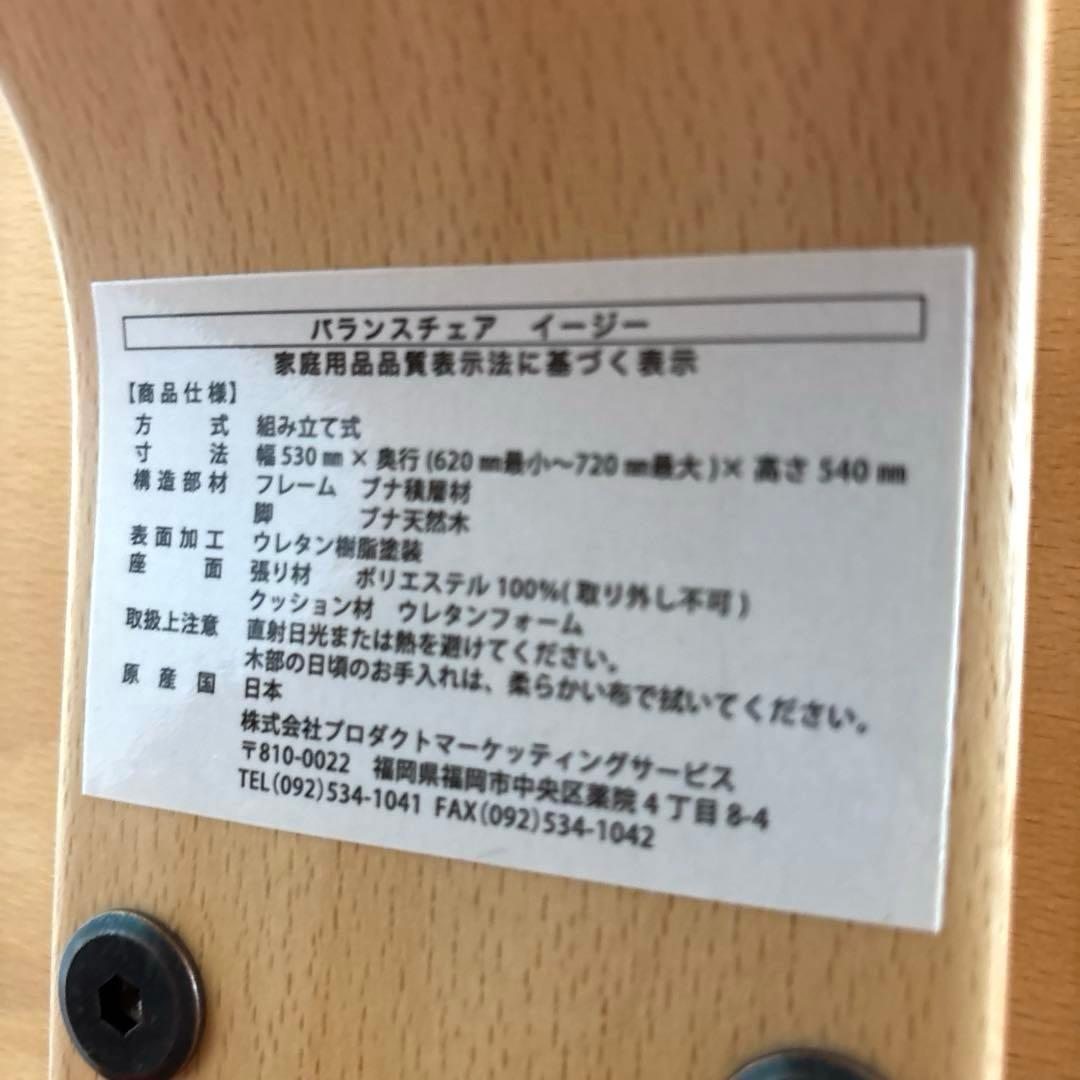 バランスチェア　イージー
家庭用品品質表示法に基づく表示
【商品仕様】
方　式　組み立て式
寸　法　幅 530 ㎜ × 奥行 (620 ㎜最小～720 ㎜最大 )× 高さ 540 ㎜
構造部材　フレーム　ブナ積層材
脚　ブナ天然木
表面加工　ウレタン樹脂塗装
座　面　張り材　ポリエステル 100%( 取り外し不可 )
クッション材　ウレタンフォーム
取扱上注意　直射日光または熱を避けてください。
木部の日頃のお手入れは、柔らかい布で拭いてください。
原産国　日本
株式会社プロダクトマーケッティングサービス
〒810-0022　福岡県福岡市中央区薬院 4 丁目 8-4
TEL(092)534-1041 FAX(092)534-1042